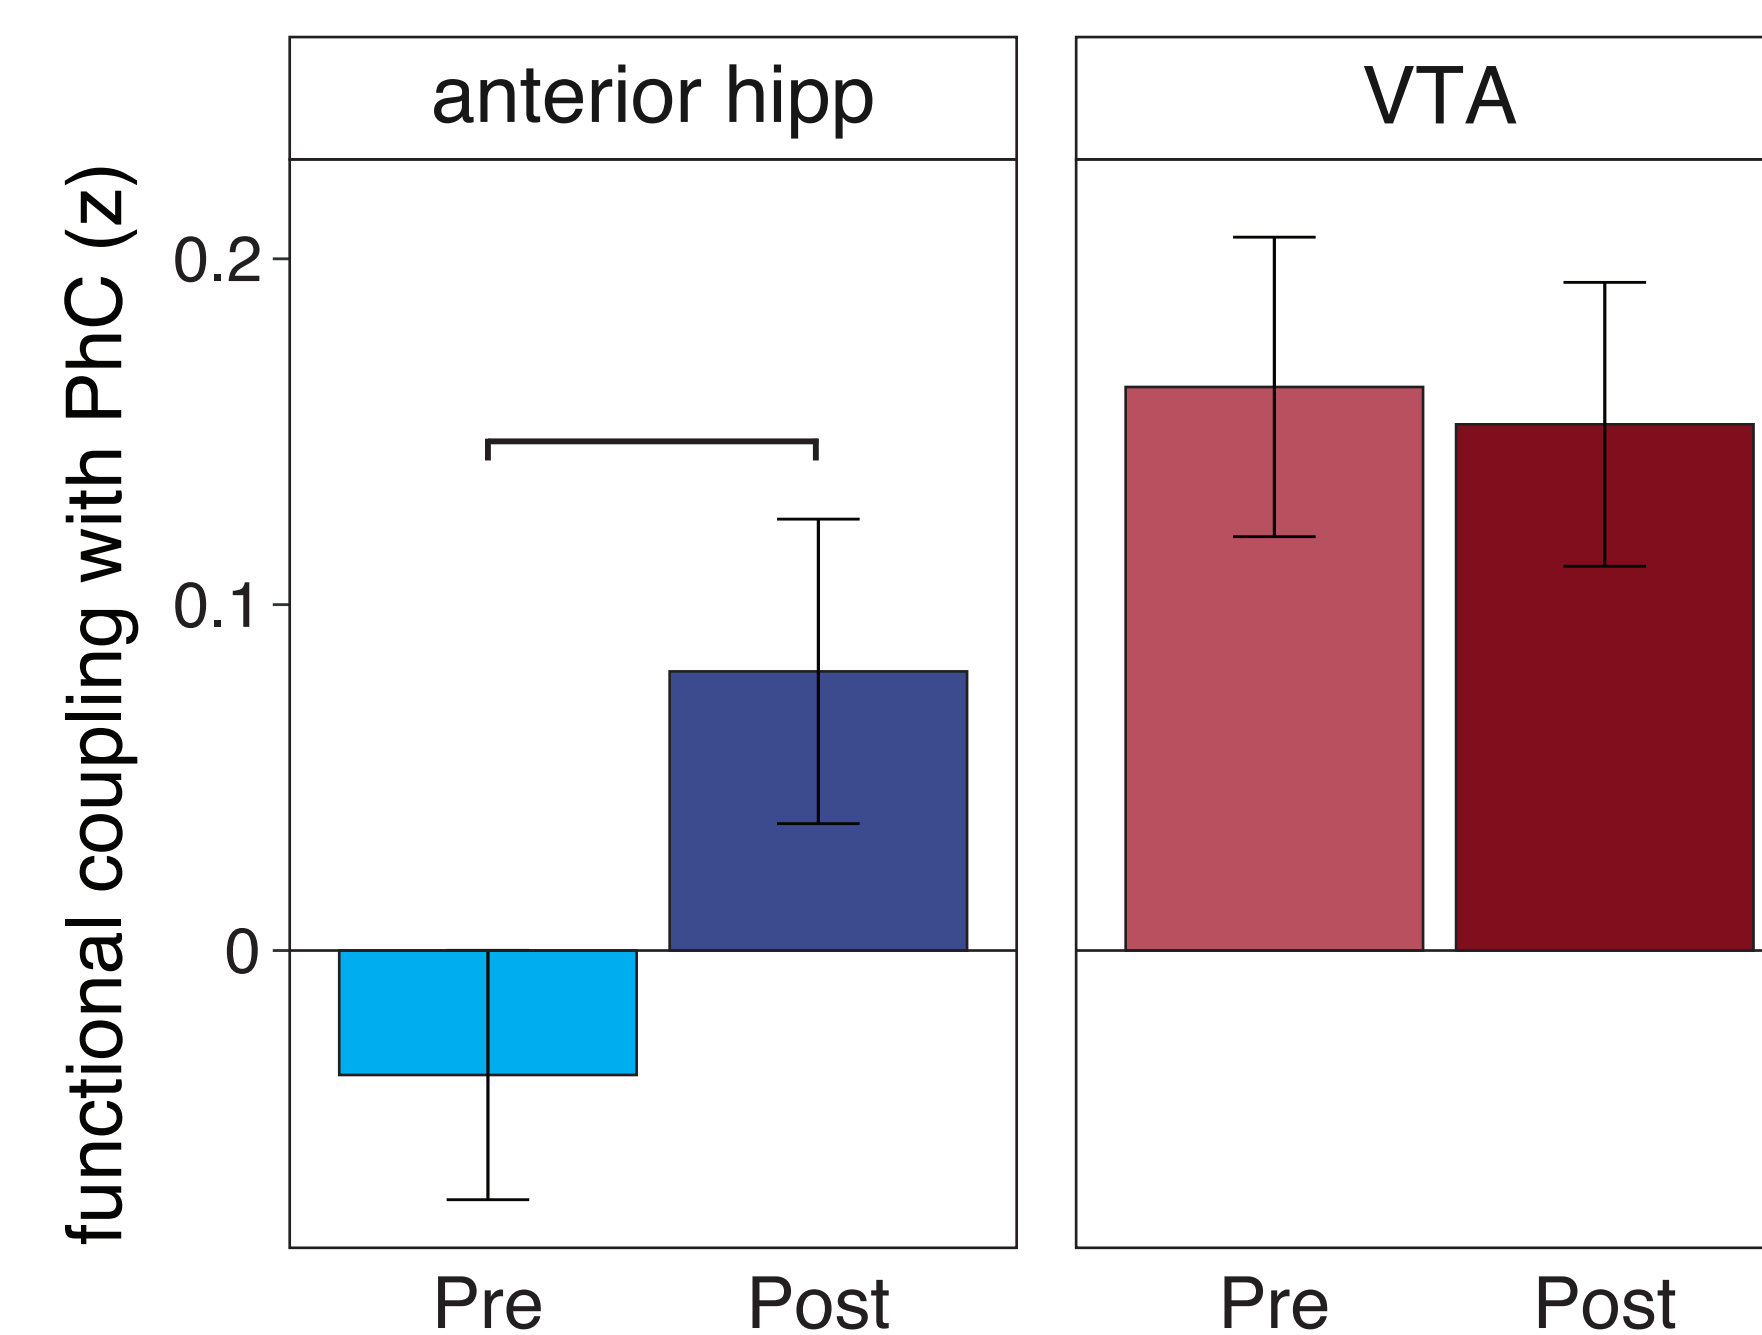 anterior hipp
VTA
functional coupling with PhC (z)
0.2
0.1
0
Pre
Post
Pre
Post